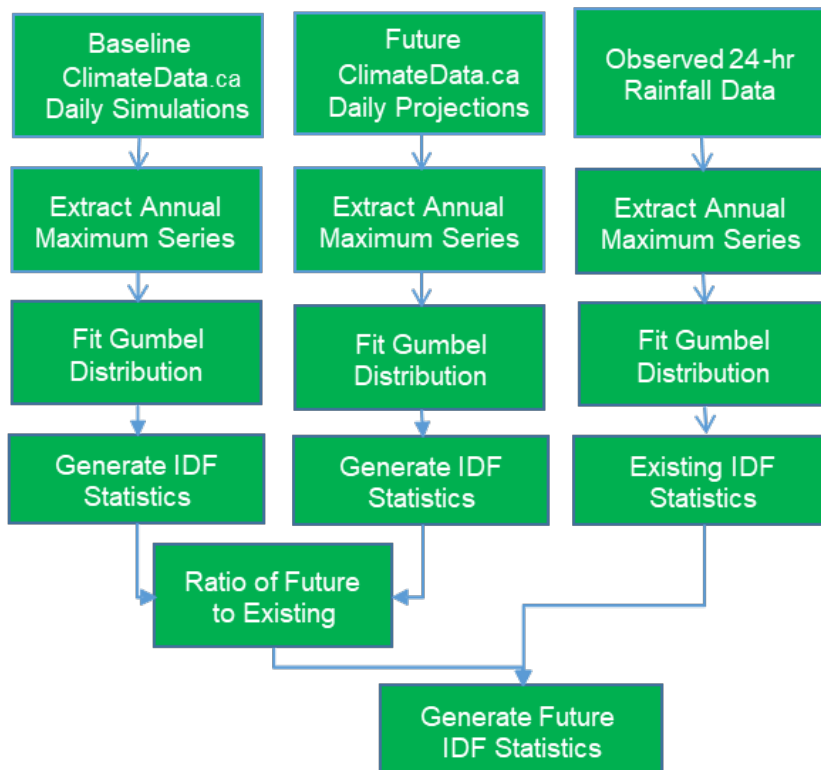 Baseline
ClimateData.ca
Daily Simulations
Future
ClimateData.ca
Daily Projections
Observed 24-hr
Rainfall Data
Extract Annual
Maximum Series
Extract Annual
Maximum Series
Extract Annual
Maximum Series
Fit Gumbel
Distribution
Fit Gumbel
Distribution
Fit Gumbel
Distribution
Generate IDF
Statistics
Generate IDF
Statistics
Existing IDF
Statistics
Ratio of Future
to Existing
Generate Future
IDF Statistics